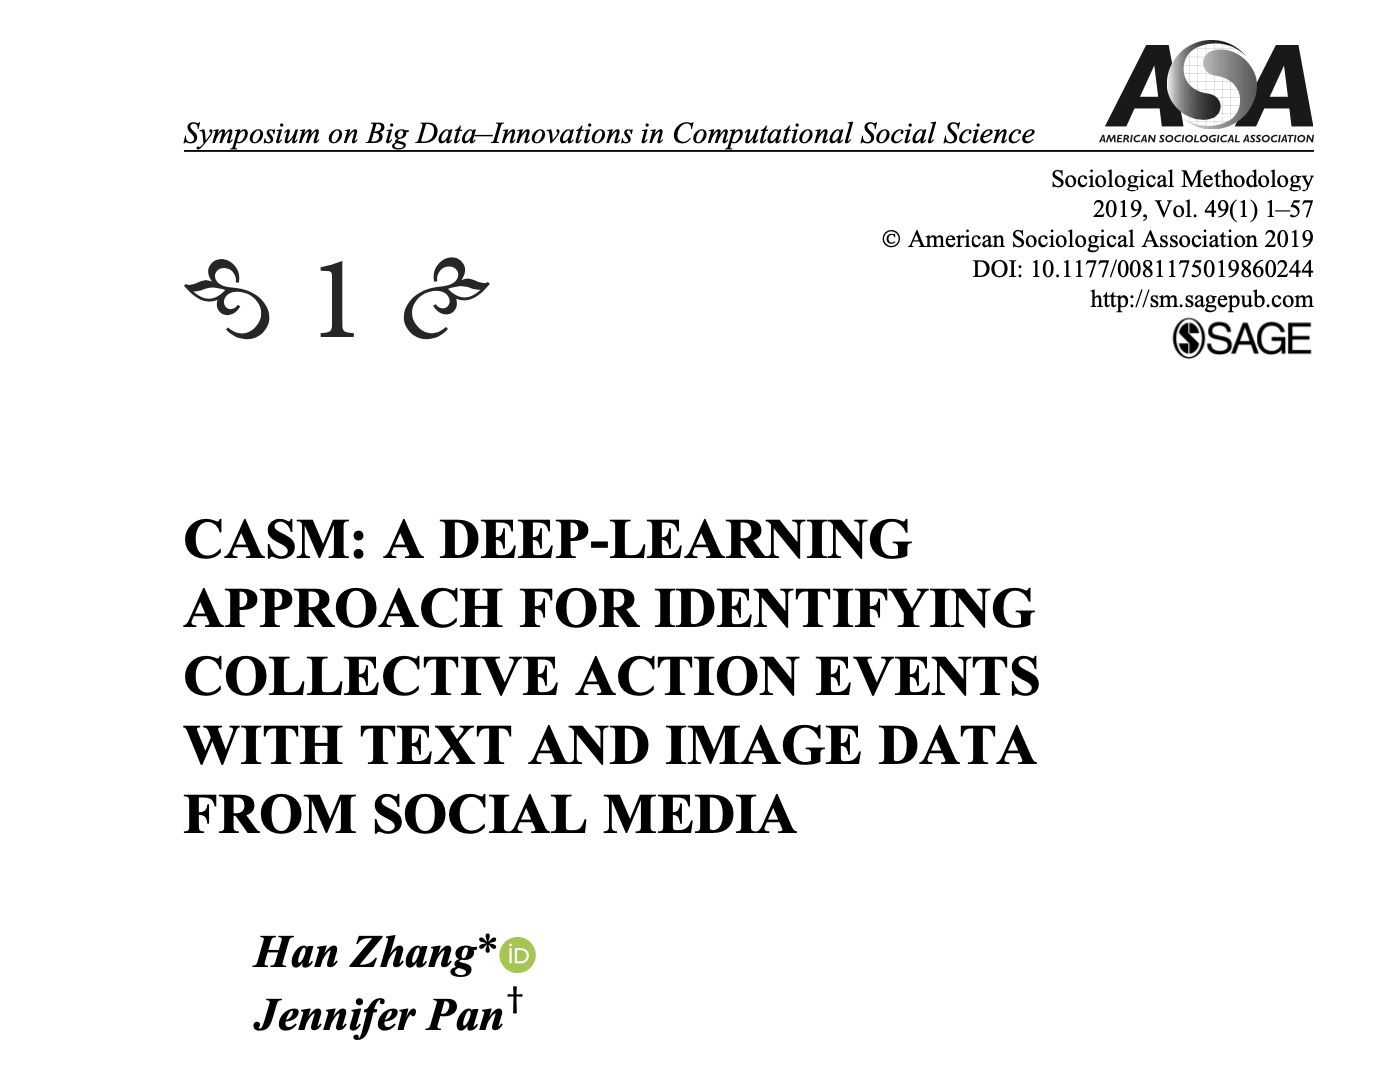 ASA
AMERICAN SOCIOLOGICAL ASSOCIATION
Symposium on Big Data–Innovations in Computational Social Science
Sociological Methodology
2019, Vol. 49(1) 1–57
© American Sociological Association 2019
DOI: 10.1177/0081175019860244
http://sm.sagepub.com
SAGE
1
CASM: A DEEP-LEARNING
APPROACH FOR IDENTIFYING
COLLECTIVE ACTION EVENTS
WITH TEXT AND IMAGE DATA
FROM SOCIAL MEDIA
Han Zhang* iD
Jennifer Pan†